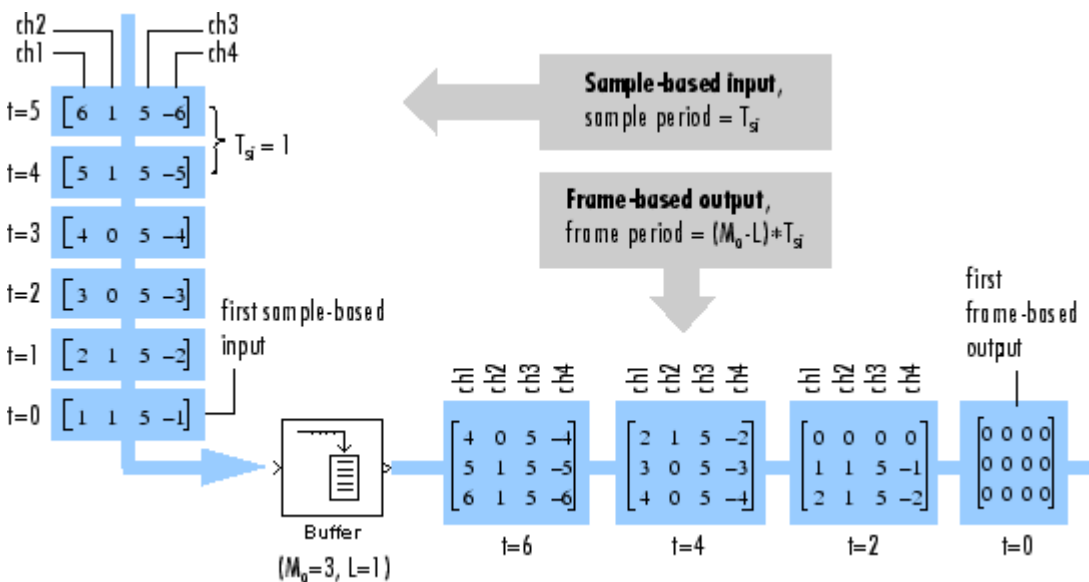 ch2
ch1
ch3
ch4
t=5 [6 1 5 −6]
T_si = 1
t=4 [5 1 5 −5]
t=3 [4 0 5 −4]
t=2 [3 0 5 −3]
t=1 [2 1 5 −2]
t=0 [1 1 5 −1]
first sample-based
input
Sample-based input,
sample period = T_si
Frame-based output,
frame period = (M_o-L)*T_si
first
frame-based
output
Buffer
(M_o=3, L=1)
ch1 ch2 ch3 ch4
4 0 5 −4
5 1 5 −5
6 1 5 −6
t=6
ch1 ch2 ch3 ch4
2 1 5 −2
3 0 5 −3
4 0 5 −4
t=4
ch1 ch2 ch3 ch4
0 0 0 0
1 1 5 −1
2 1 5 −2
t=2
0 0 0 0
0 0 0 0
0 0 0 0
t=0